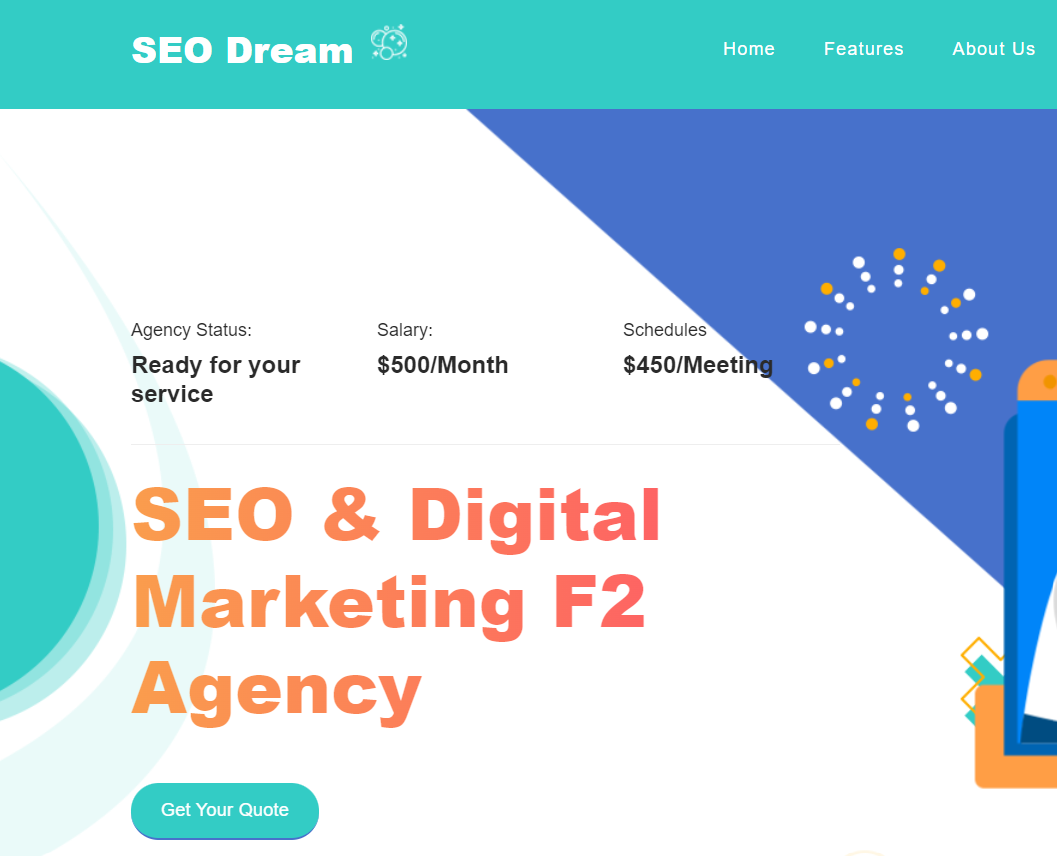 SEO Dream
Home Features About Us
Agency Status: Salary: Schedules
Ready for your $500/Month $450/Meeting
service
SEO & Digital
Marketing F2
Agency
Get Your Quote